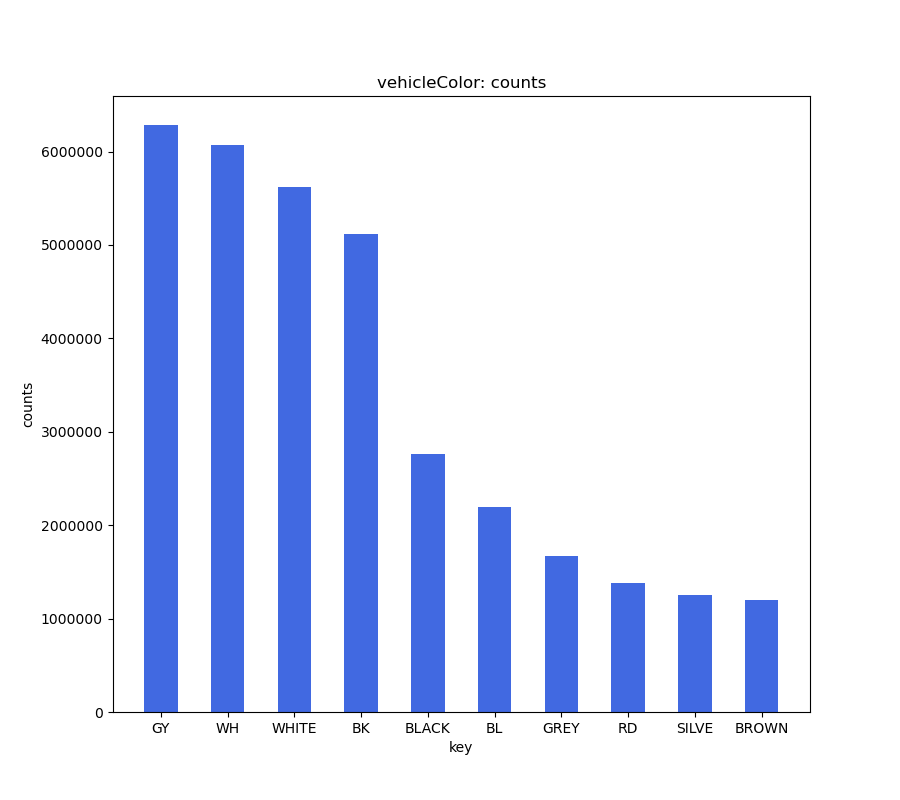 vehicleColor: counts
6000000
5000000
4000000
3000000
2000000
1000000
0
counts
GY WH WHITE BK BLACK BL GREY RD SILVE BROWN
key